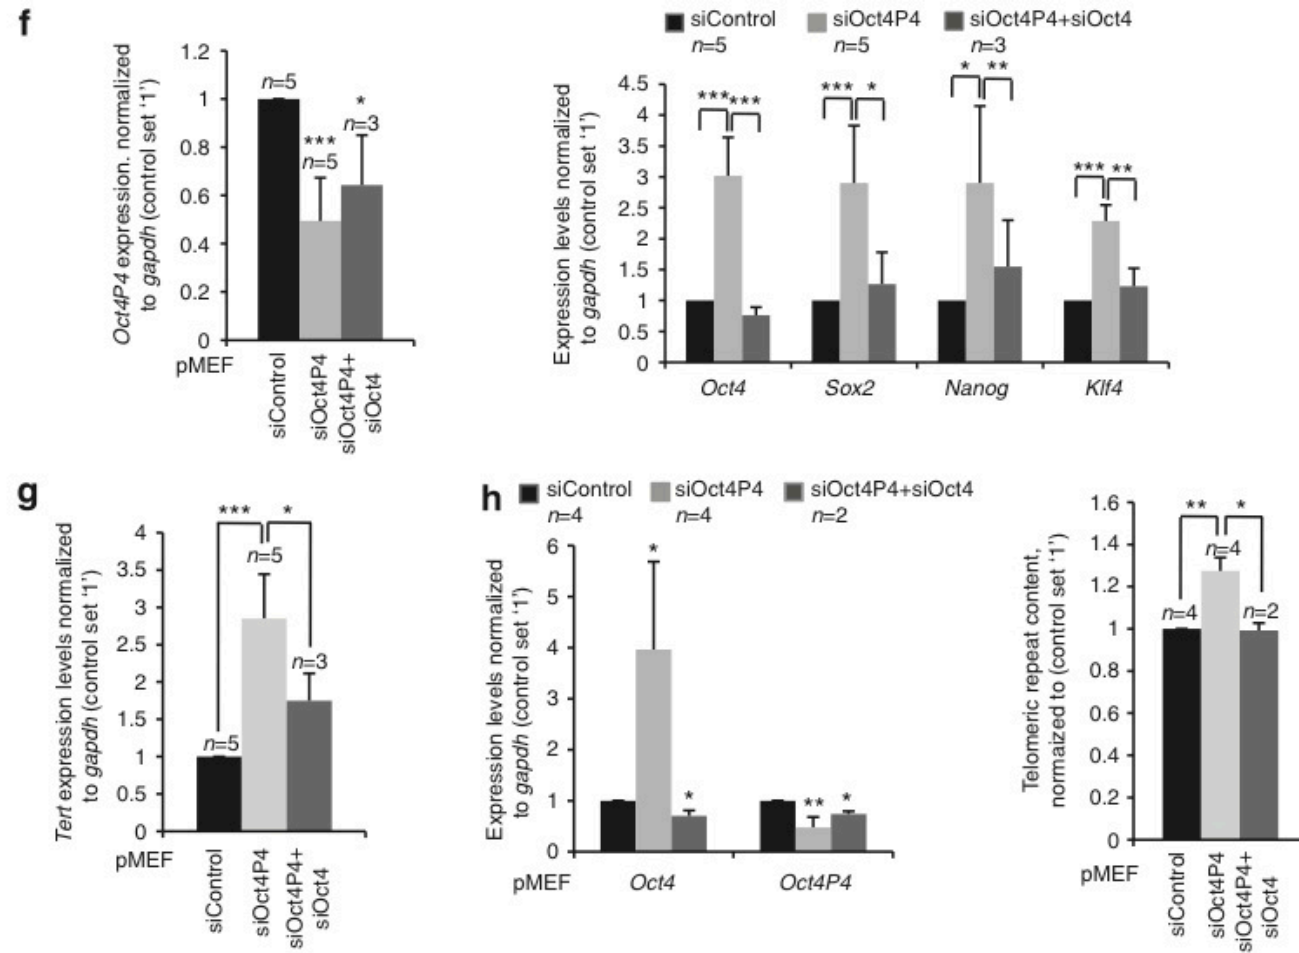 f
1.2
1
0.8
0.6
0.4
0.2
0
Oct4P4 expression. normalized
to gapdh (control set ‘1’)
n=5
***
n=5
*
n=3
pMEF
siControl
siOct4P4
siOct4P4+
siOct4
siControl
n=5
siOct4P4
n=5
siOct4P4+siOct4
n=3
4.5
4
3.5
3
2.5
2
1.5
1
0.5
0
Expression levels normalized
to gapdh (control set ‘1’)
*** ***
*** *
* **
*** **
Oct4 Sox2 Nanog Klf4
g
4
3.5
3
2.5
2
1.5
1
0.5
0
Tert expression levels normalized
to gapdh (control set ‘1’)
*** *
n=5
n=5
n=3
pMEF
siControl
siOct4P4
siOct4P4+
siOct4
h
siControl
n=4
siOct4P4
n=4
siOct4P4+siOct4
n=2
6
5
4
3
2
1
0
Expression levels normalized
to gapdh (control set ‘1’)
*
*
** *
pMEF Oct4 Oct4P4
1.6
1.4
1.2
1
0.8
0.6
0.4
0.2
0
Telomeric repeat content,
normaized to (control set ‘1’)
** *
n=4
n=4
n=2
pMEF
siControl
siOct4P4
siOct4P4+
siOct4